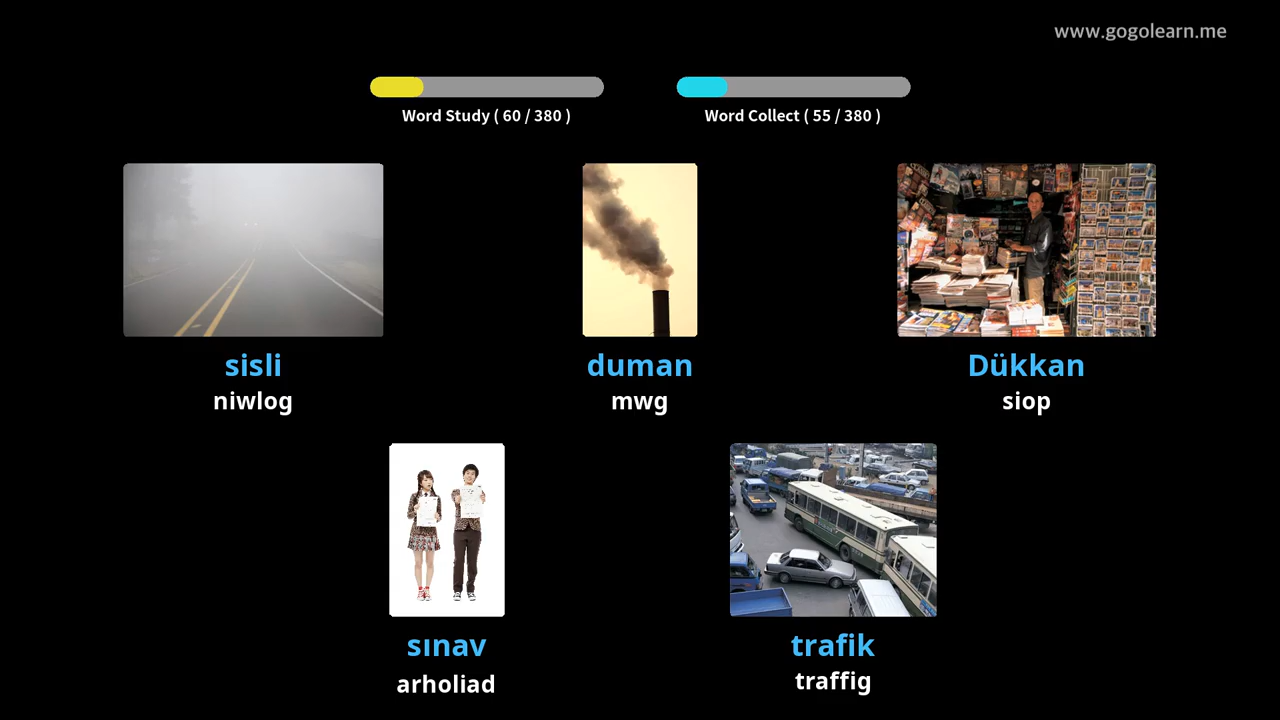 www.gogolearn.me
Word Study ( 60 / 380 )
Word Collect ( 55 / 380 )
sisli
niwlog
duman
mwg
Dükkan
siop
sınav
arholiad
trafik
traffig